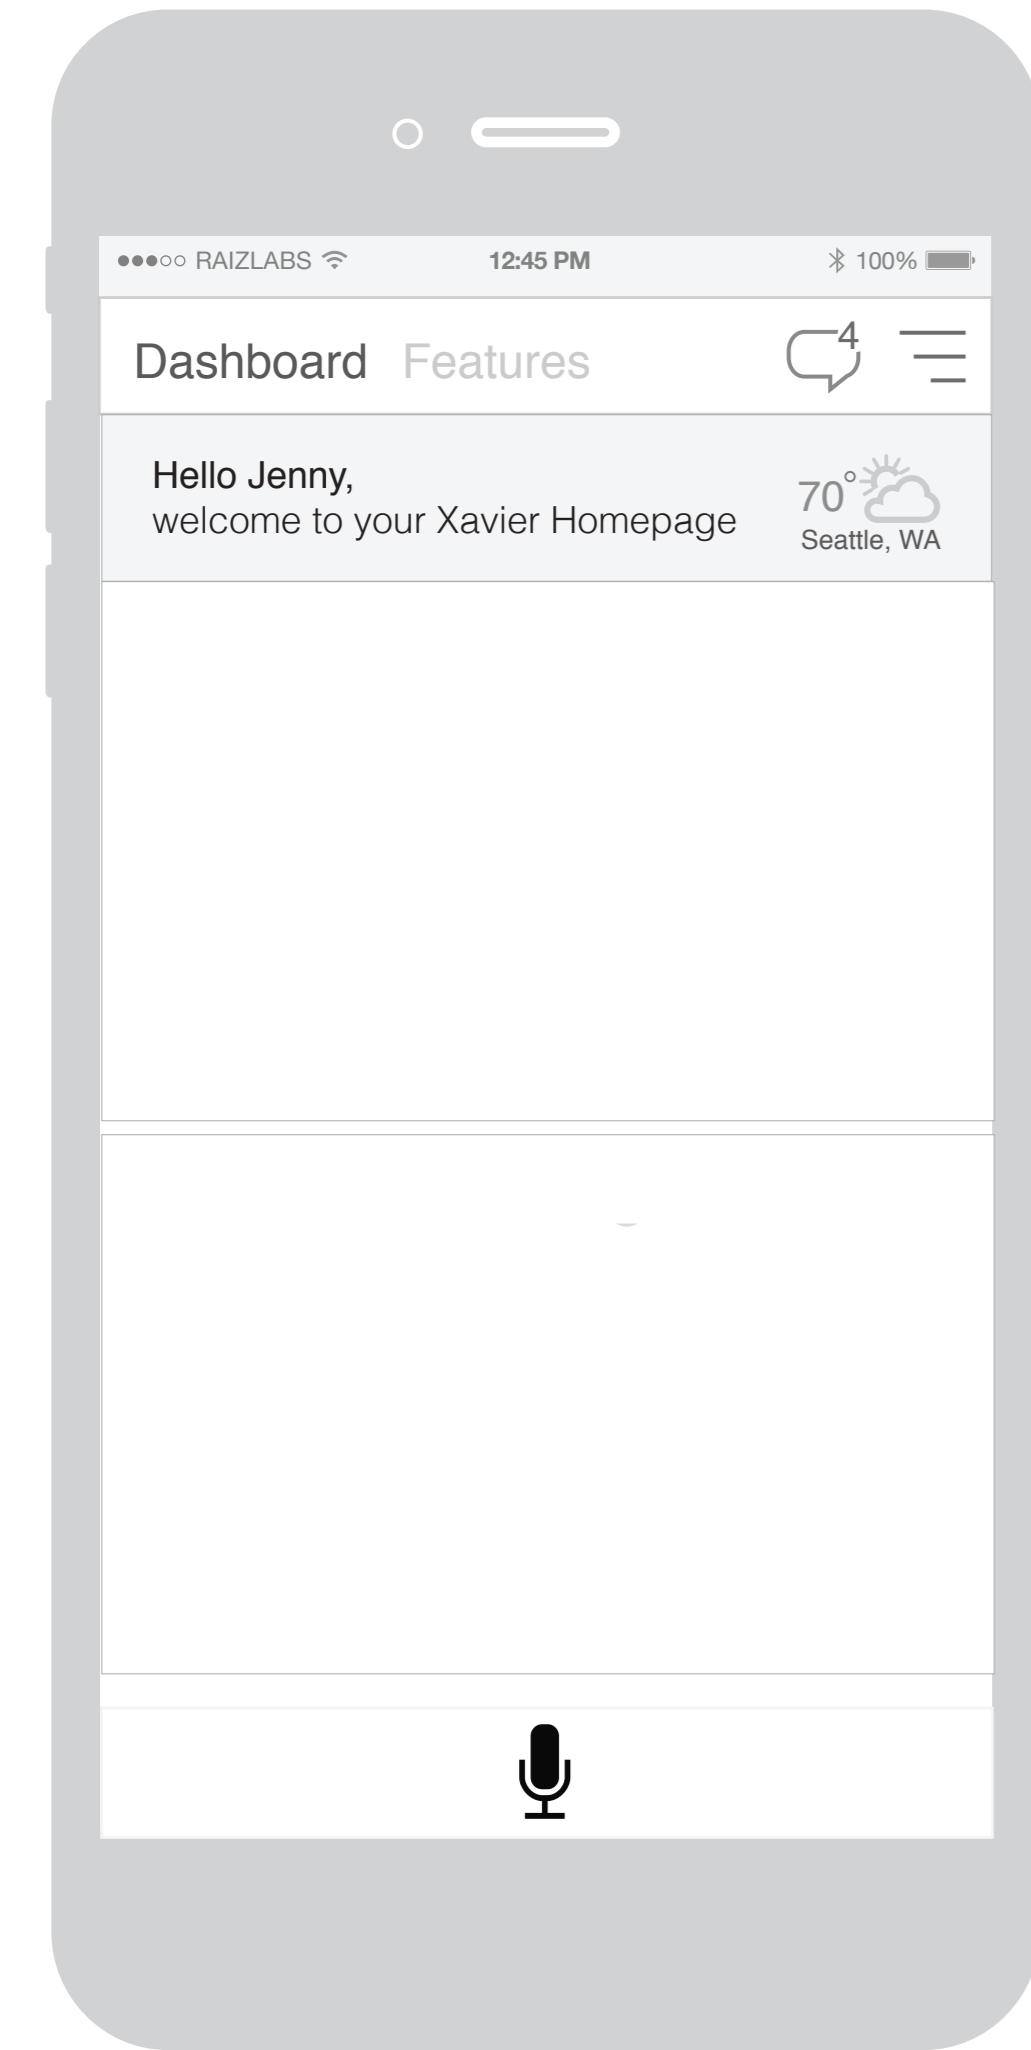 RAIZLABS 12:45 PM 100%
Dashboard Features 4
Hello Jenny,
welcome to your Xavier Homepage
70°
Seattle, WA